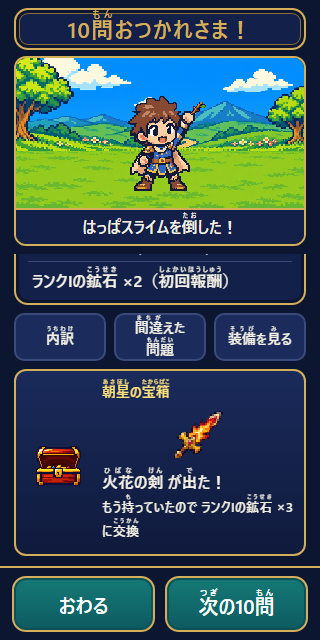 10問おつかれさま！
はっぱスライムを倒した！
ランクIの鉱石 ×2（初回報酬）
内訳
間違えた
問題
装備を見る
朝星の宝箱
火花の剣 が出た！
もう持っていたので ランクIの鉱石 ×3
に交換
おわる
次の10問